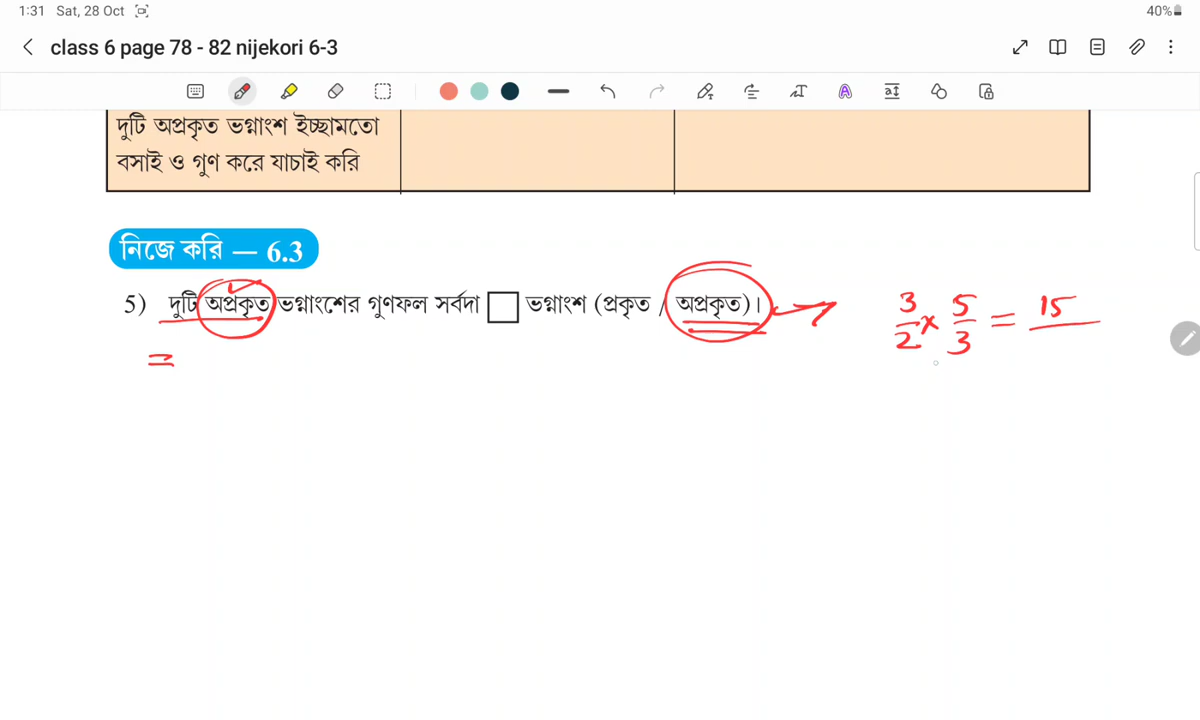 1:31 Sat, 28 Oct 40%
class 6 page 78 - 82 nijekori 6-3
দুটি অপ্রকৃত ভগ্নাংশ ইচ্ছামতো
বসাই ও গুণ করে যাচাই করি
নিজে করি — 6.3
5) দুটি অপ্রকৃত ভগ্নাংশের গুণফল সর্বদা □ ভগ্নাংশ (প্রকৃত / অপ্রকৃত)।
3/2 × 5/3 = 15
=